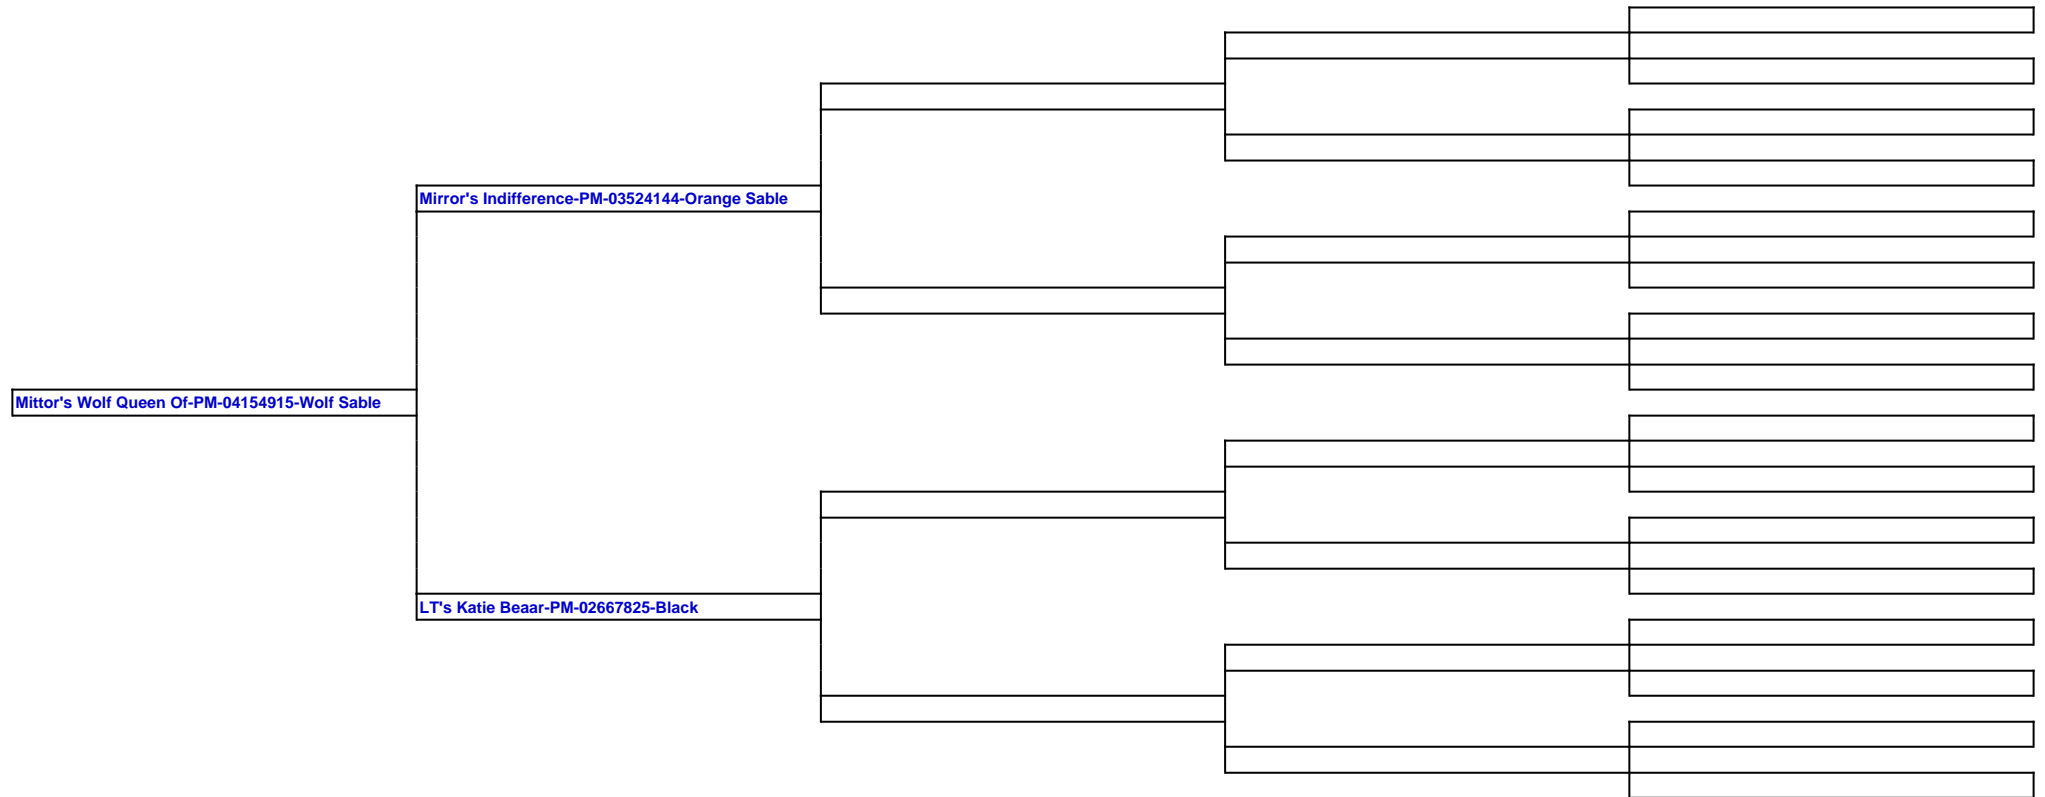 Mirror's Indifference-PM-03524144-Orange Sable
Mittor's Wolf Queen Of-PM-04154915-Wolf Sable
LT's Katie Beaar-PM-02667825-Black